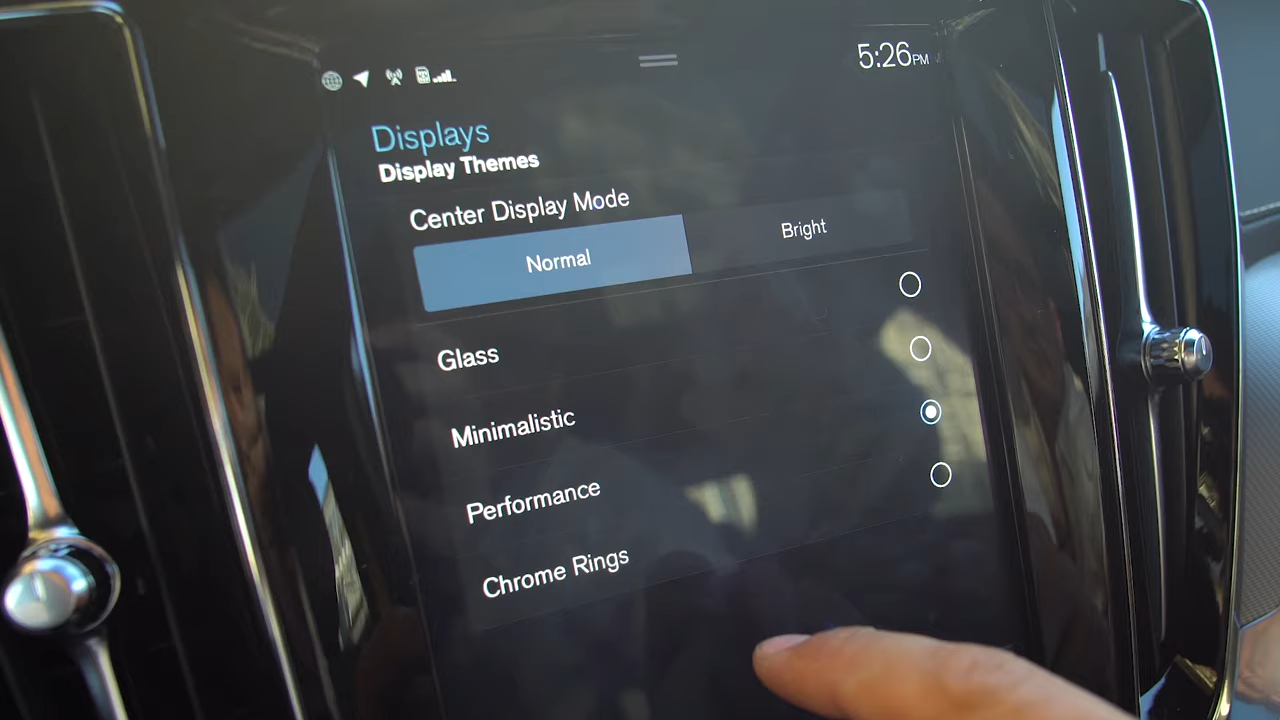 5:26PM
Displays
Display Themes
Center Display Mode
Normal
Bright
Glass
Minimalistic
Performance
Chrome Rings